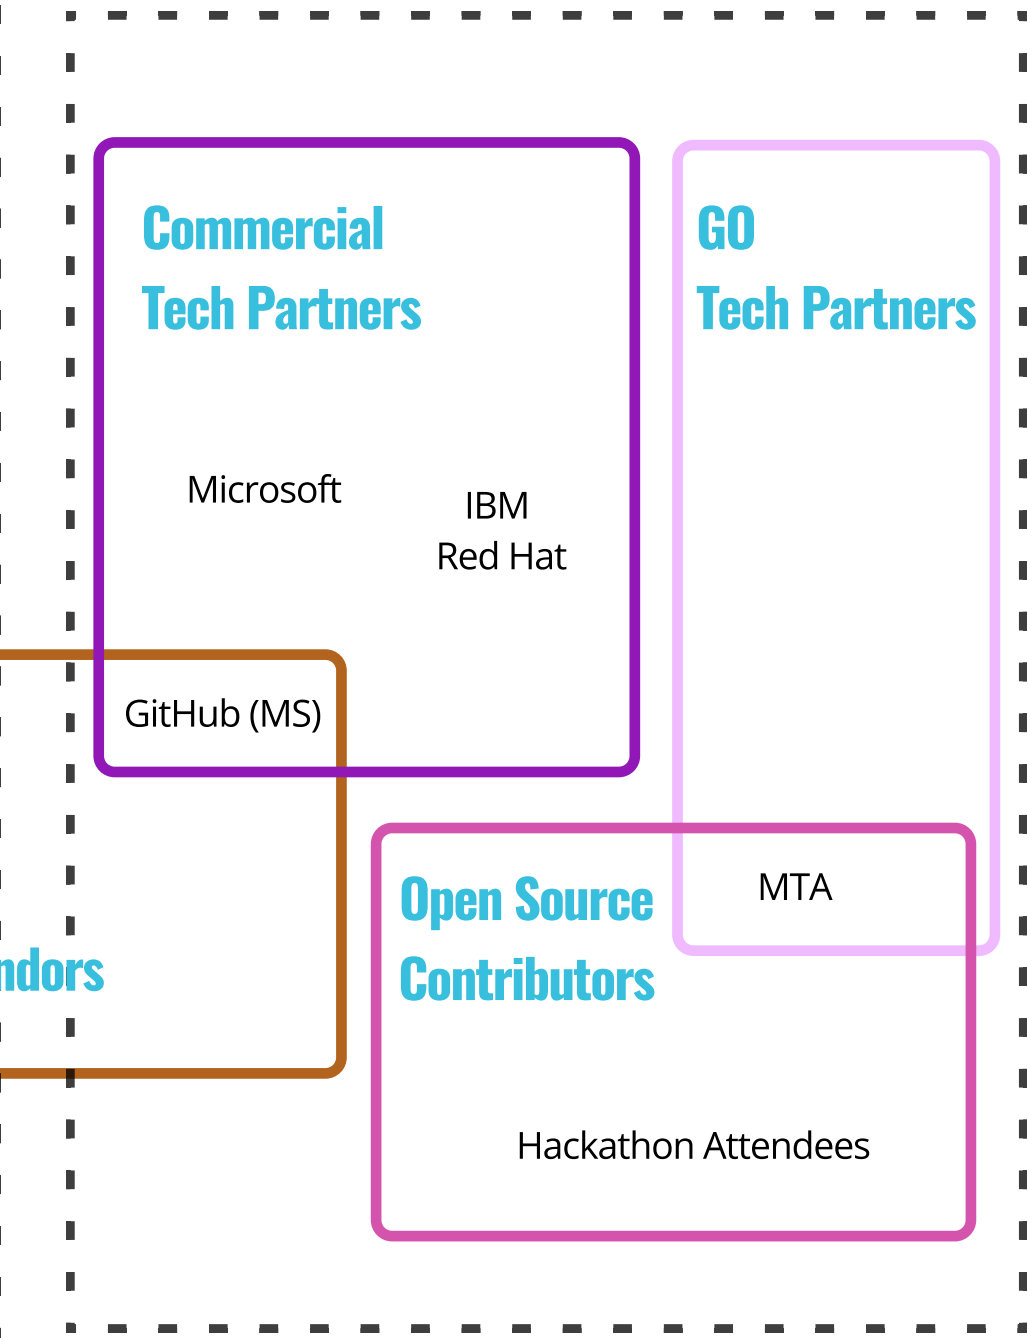 Commercial
Tech Partners
GO
Tech Partners
Microsoft
IBM
Red Hat
GitHub (MS)
MTA
Open Source
Contributors
ndors
Hackathon Attendees